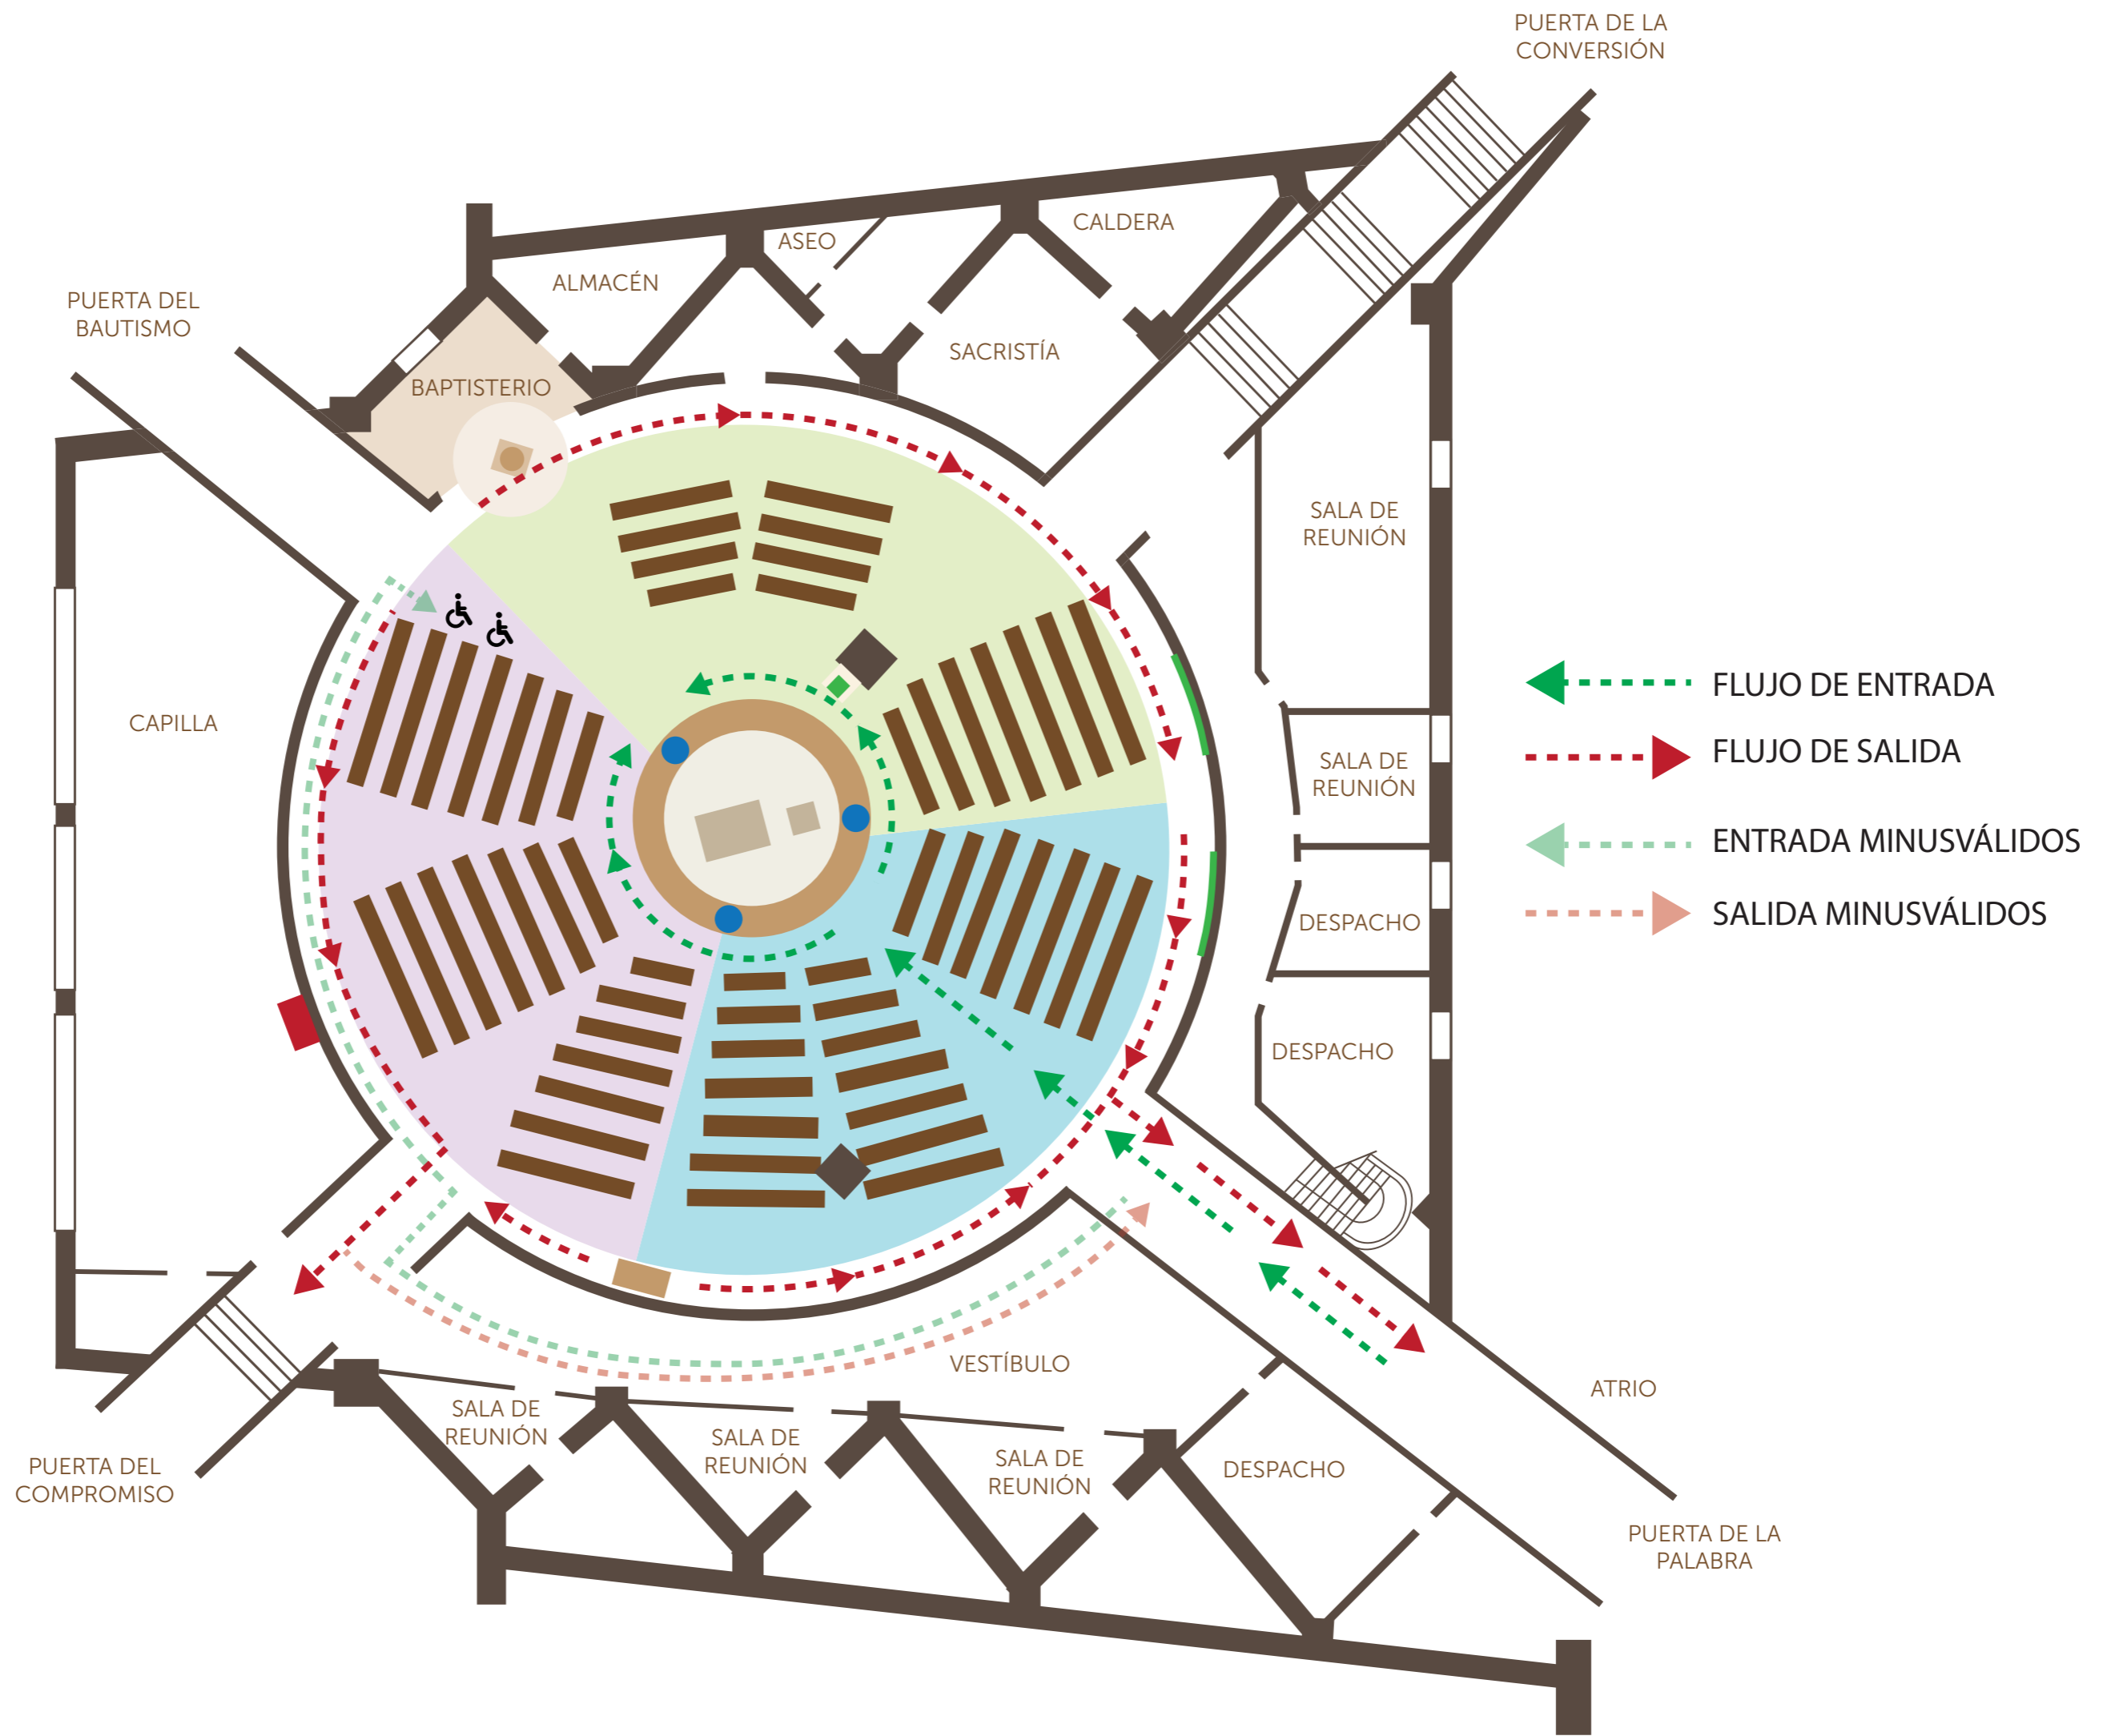 PUERTA DE LA
CONVERSIÓN
CALDERA
ASEO
ALMACÉN
PUERTA DEL
BAUTISMO
SACRISTÍA
BAPTISTERIO
SALA DE
REUNIÓN
CAPILLA
SALA DE
REUNIÓN
DESPACHO
DESPACHO
FLUJO DE ENTRADA
FLUJO DE SALIDA
ENTRADA MINUSVÁLIDOS
SALIDA MINUSVÁLIDOS
VESTÍBULO
ATRIO
SALA DE
REUNIÓN
SALA DE
REUNIÓN
SALA DE
REUNIÓN
DESPACHO
PUERTA DEL
COMPROMISO
PUERTA DE LA
PALABRA